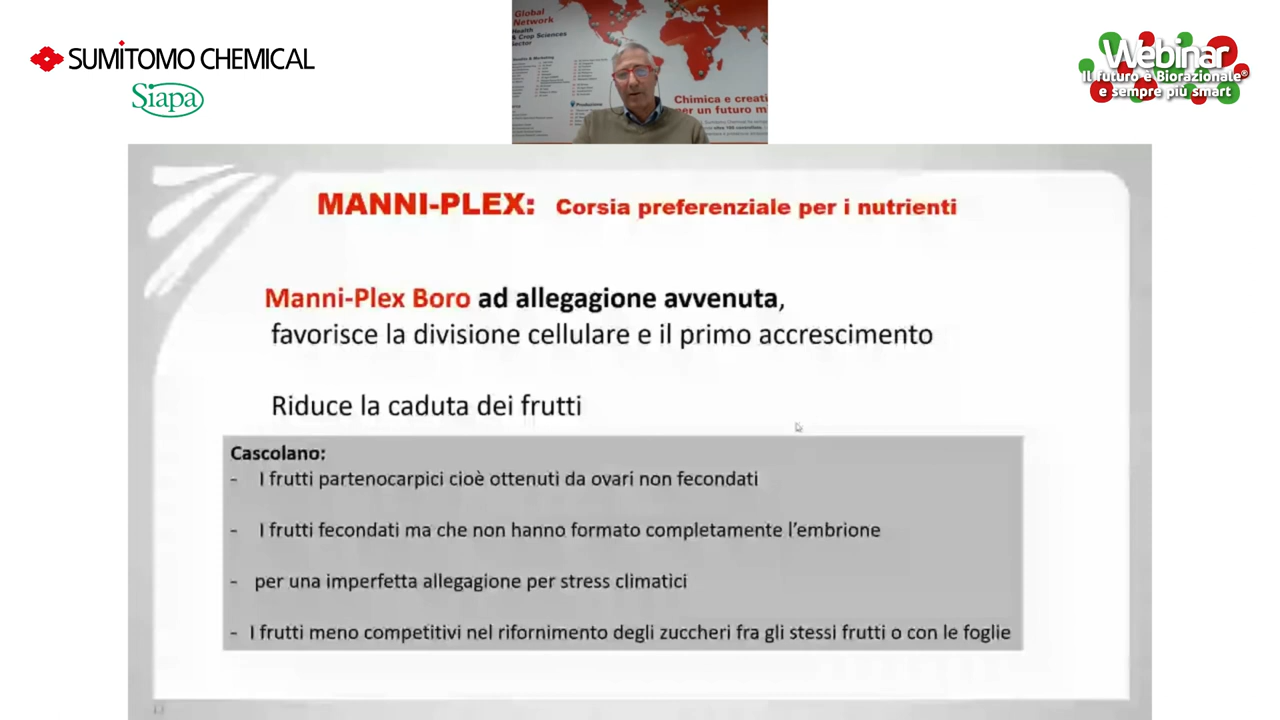 SUMITOMO CHEMICAL
Siapa
Global
Network
Health
& Crop Sciences
Sector
Produzione
Chimica e creati
per un futuro m
Webinar
Il futuro è Biorazionale®
e sempre più smart
MANNI-PLEX: Corsia preferenziale per i nutrienti
Manni-Plex Boro ad allegagione avvenuta,
favorisce la divisione cellulare e il primo accrescimento
Riduce la caduta dei frutti
Cascolano:
- I frutti partenocarpici cioè ottenuti da ovari non fecondati
- I frutti fecondati ma che non hanno formato completamente l'embrione
- per una imperfetta allegagione per stress climatici
- I frutti meno competitivi nel rifornimento degli zuccheri fra gli stessi frutti o con le foglie